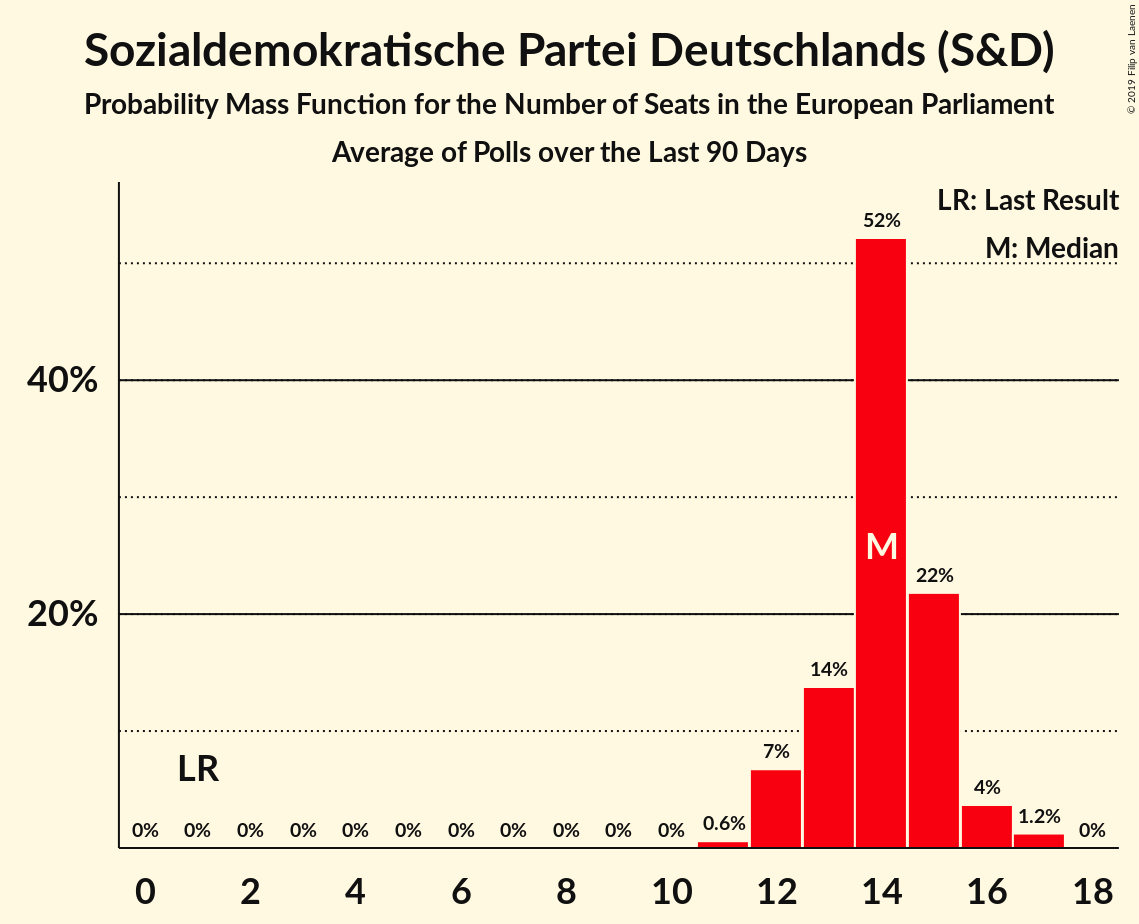 Sozialdemokratische Partei Deutschlands (S&D)
Probability Mass Function for the Number of Seats in the European Parliament
Average of Polls over the Last 90 Days
© 2019 Filip van Laenen
LR: Last Result
M: Median
52%
40%
M
22%
20%
14%
7%
LR
4%
0% 0% 0% 0% 0% 0% 0% 0% 0% 0% 0% 0.6% 1.2% 0%
0 2 4 6 8 10 12 14 16 18